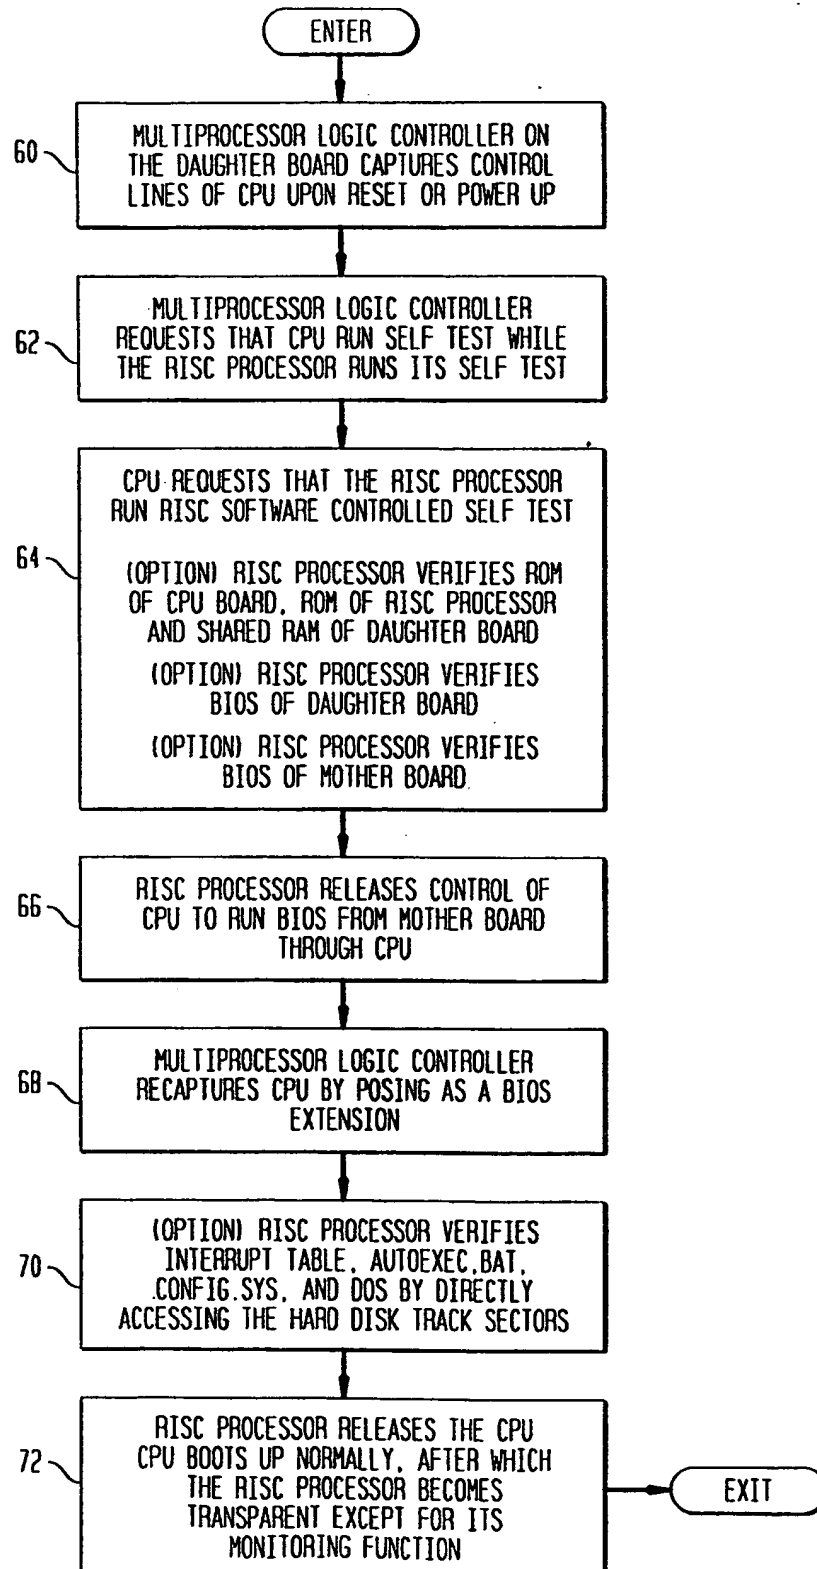 ENTER
60
MULTIPROCESSOR LOGIC CONTROLLER ON
THE DAUGHTER BOARD CAPTURES CONTROL
LINES OF CPU UPON RESET OR POWER UP
62
MULTIPROCESSOR LOGIC CONTROLLER
REQUESTS THAT CPU RUN SELF TEST WHILE
THE RISC PROCESSOR RUNS ITS SELF TEST
64
CPU REQUESTS THAT THE RISC PROCESSOR
RUN RISC SOFTWARE CONTROLLED SELF TEST
(OPTION) RISC PROCESSOR VERIFIES ROM
OF CPU BOARD, ROM OF RISC PROCESSOR
AND SHARED RAM OF DAUGHTER BOARD
(OPTION) RISC PROCESSOR VERIFIES
BIOS OF DAUGHTER BOARD
(OPTION) RISC PROCESSOR VERIFIES
BIOS OF MOTHER BOARD
66
RISC PROCESSOR RELEASES CONTROL OF
CPU TO RUN BIOS FROM MOTHER BOARD
THROUGH CPU
68
MULTIPROCESSOR LOGIC CONTROLLER
RECAPTURES CPU BY POSING AS A BIOS
EXTENSION
70
(OPTION) RISC PROCESSOR VERIFIES
INTERRUPT TABLE, AUTOEXEC.BAT,
.CONFIG.SYS, AND DOS BY DIRECTLY
ACCESSING THE HARD DISK TRACK SECTORS
72
RISC PROCESSOR RELEASES THE CPU
CPU BOOTS UP NORMALLY, AFTER WHICH
THE RISC PROCESSOR BECOMES
TRANSPARENT EXCEPT FOR ITS
MONITORING FUNCTION
EXIT